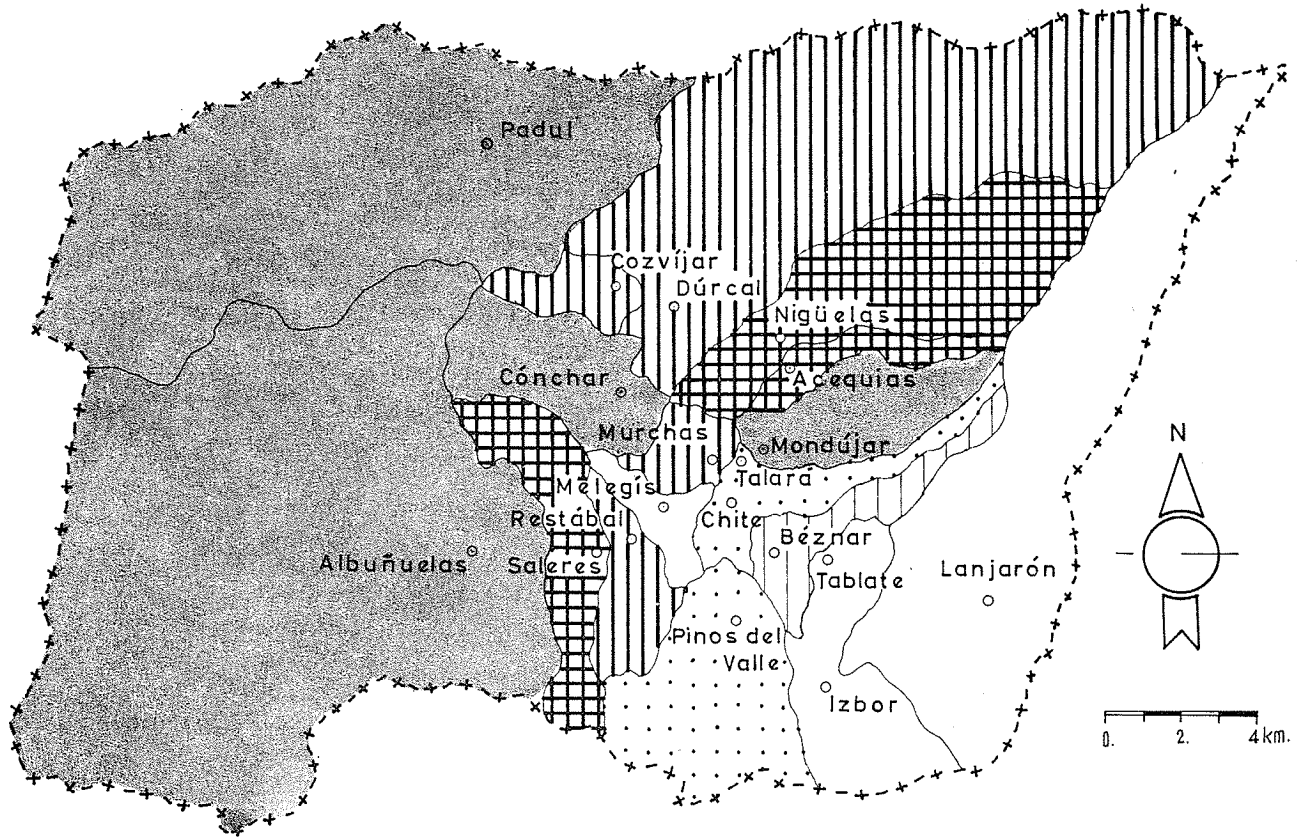 Padul
Cozvíjar
Dúrcal
Nigüelas
Cónchar
Acequias
Murchas
Mondújar
Talará
Melegís
Restábal
Chite
Béznar
Albuñuelas
Saleres
Tablate
Lanjarón
Pinos del
Valle
Izbor
N
0. 2. 4 km.